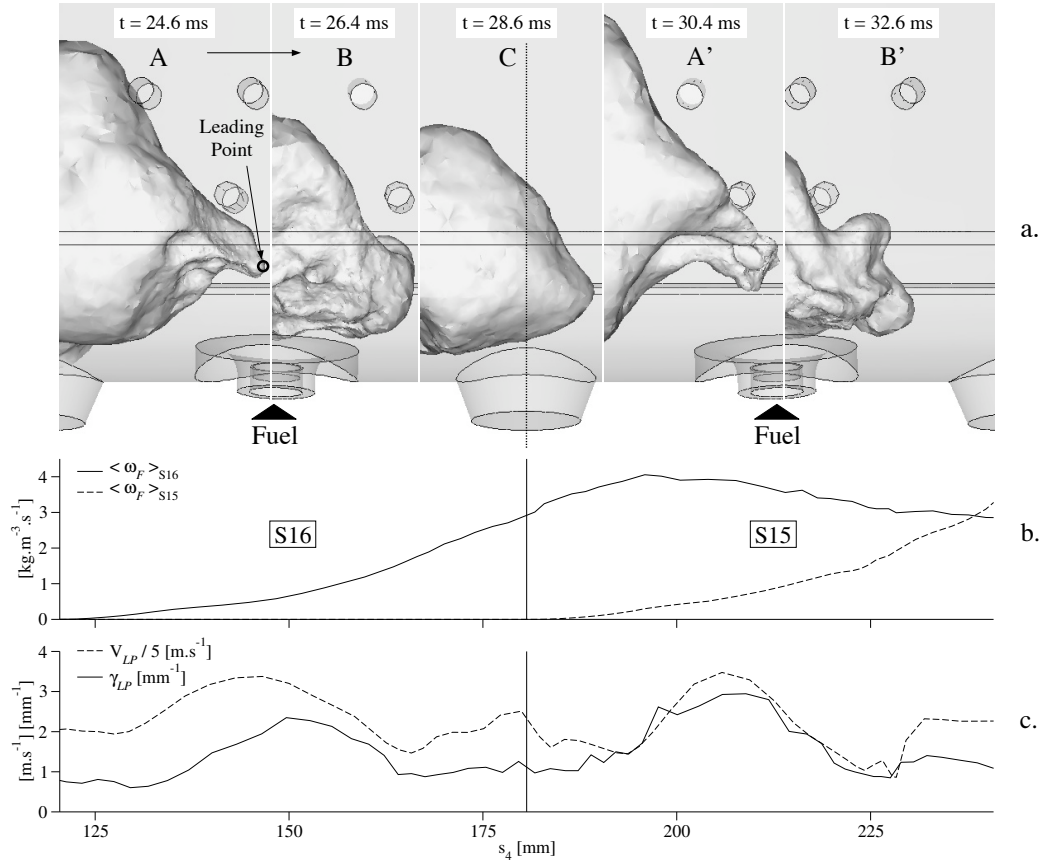 t = 24.6 ms
t = 26.4 ms
t = 28.6 ms
t = 30.4 ms
t = 32.6 ms
A
B
C
A’
B’
Leading
Point
a.
Fuel
Fuel
< ω_F >_S16
< ω_F >_S15
[kg.m^-3.s^-1]
4
3
2
1
0
S16
S15
b.
V_LP / 5 [m.s^-1]
γ_LP [mm^-1]
[m.s^-1] [mm^-1]
4
3
2
1
0
c.
125
150
175
200
225
s_4 [mm]